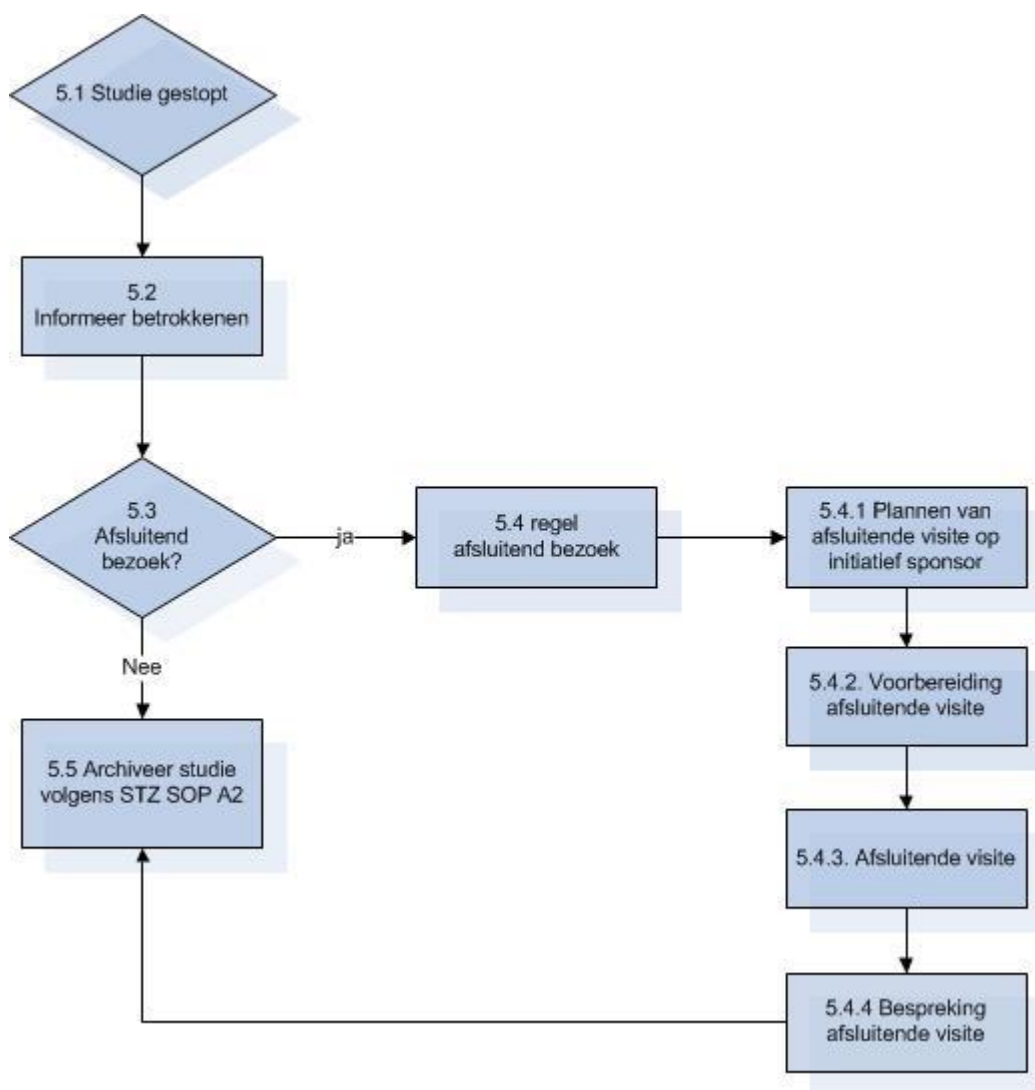 5.1 Studie gestopt
5.2
Informeer betrokkenen
5.3
Afsluitend
bezoek?
ja
5.4 regel
afsluitend bezoek
5.4.1 Plannen van
afsluitende visite op
initiatief sponsor
5.4.2. Voorbereiding
afsluitende visite
5.4.3. Afsluitende visite
5.4.4 Bespreking
afsluitende visite
Nee
5.5 Archiveer studie
volgens STZ SOP A2